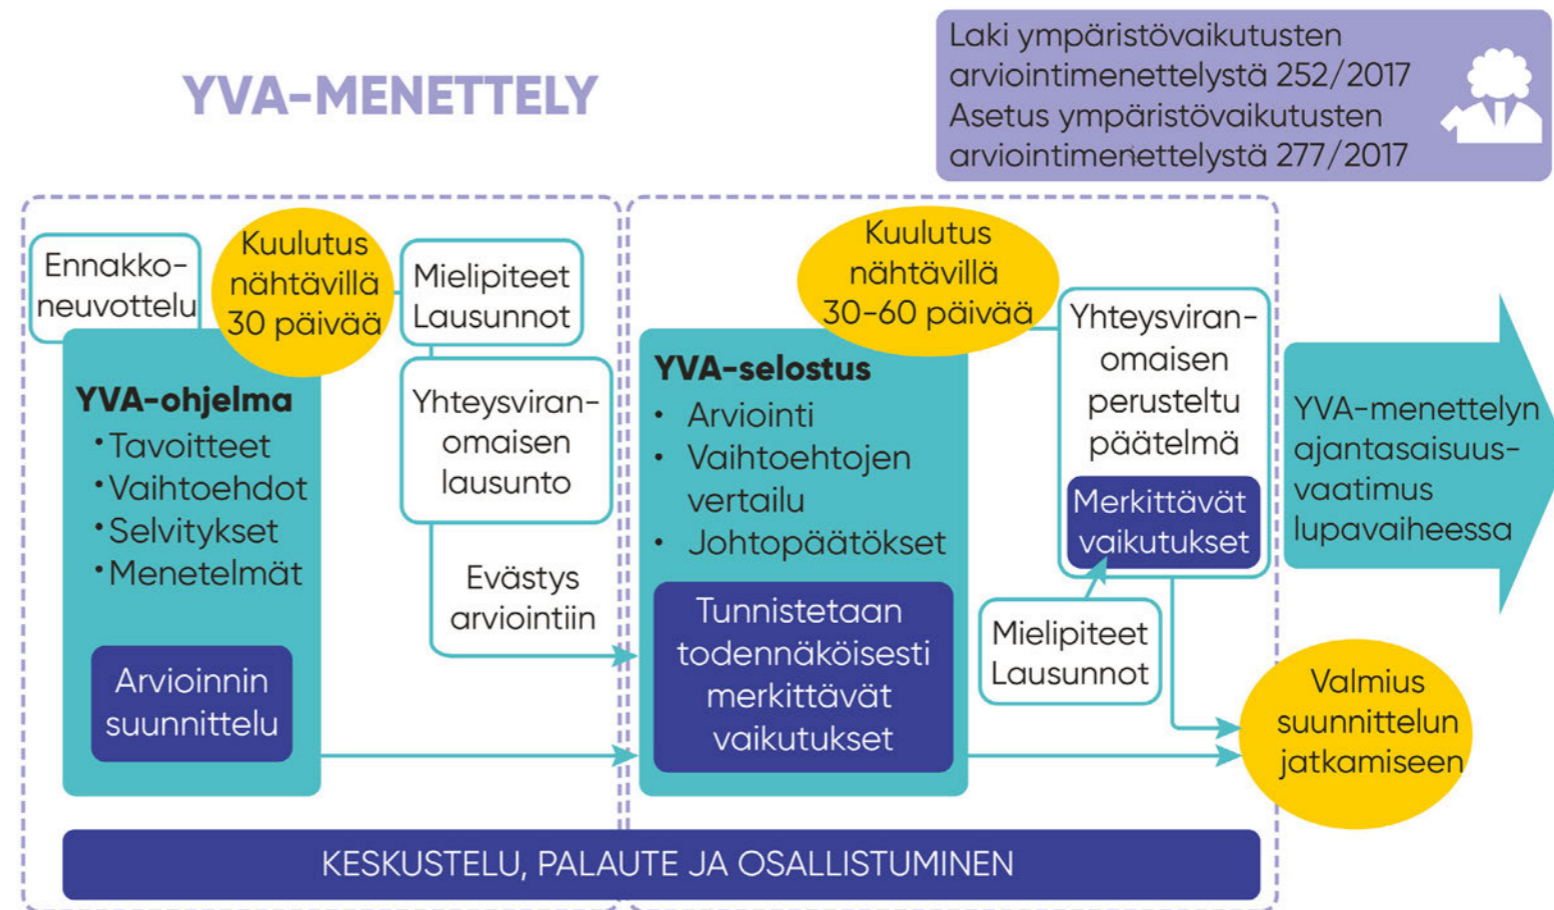 YVA-MENETTELY
Laki ympäristövaikutusten
arviointimenettelystä 252/2017
Asetus ympäristövaikutusten
arviointimenettelystä 277/2017
Ennakko-
neuvottelu
Kuulutus
nähtävillä
30 päivää
Mielipiteet
Lausunnot
YVA-ohjelma
• Tavoitteet
• Vaihtoehdot
• Selvitykset
• Menetelmät
Arvioinnin
suunnittelu
Yhteysviran-
omaisen
lausunto
Evästys
arviointiin
Kuulutus
nähtävillä
30-60 päivää
YVA-selostus
• Arviointi
• Vaihtoehtojen
vertailu
• Johtopäätökset
Tunnistetaan
todennäköisesti
merkittävät
vaikutukset
Yhteysviran-
omaisen
perusteltu
päätelmä
Merkittävät
vaikutukset
Mielipiteet
Lausunnot
YVA-menettelyn
ajantasaisuus-
vaatimus
lupavaiheessa
Valmius
suunnittelun
jatkamiseen
KESKUSTELU, PALAUTE JA OSALLISTUMINEN